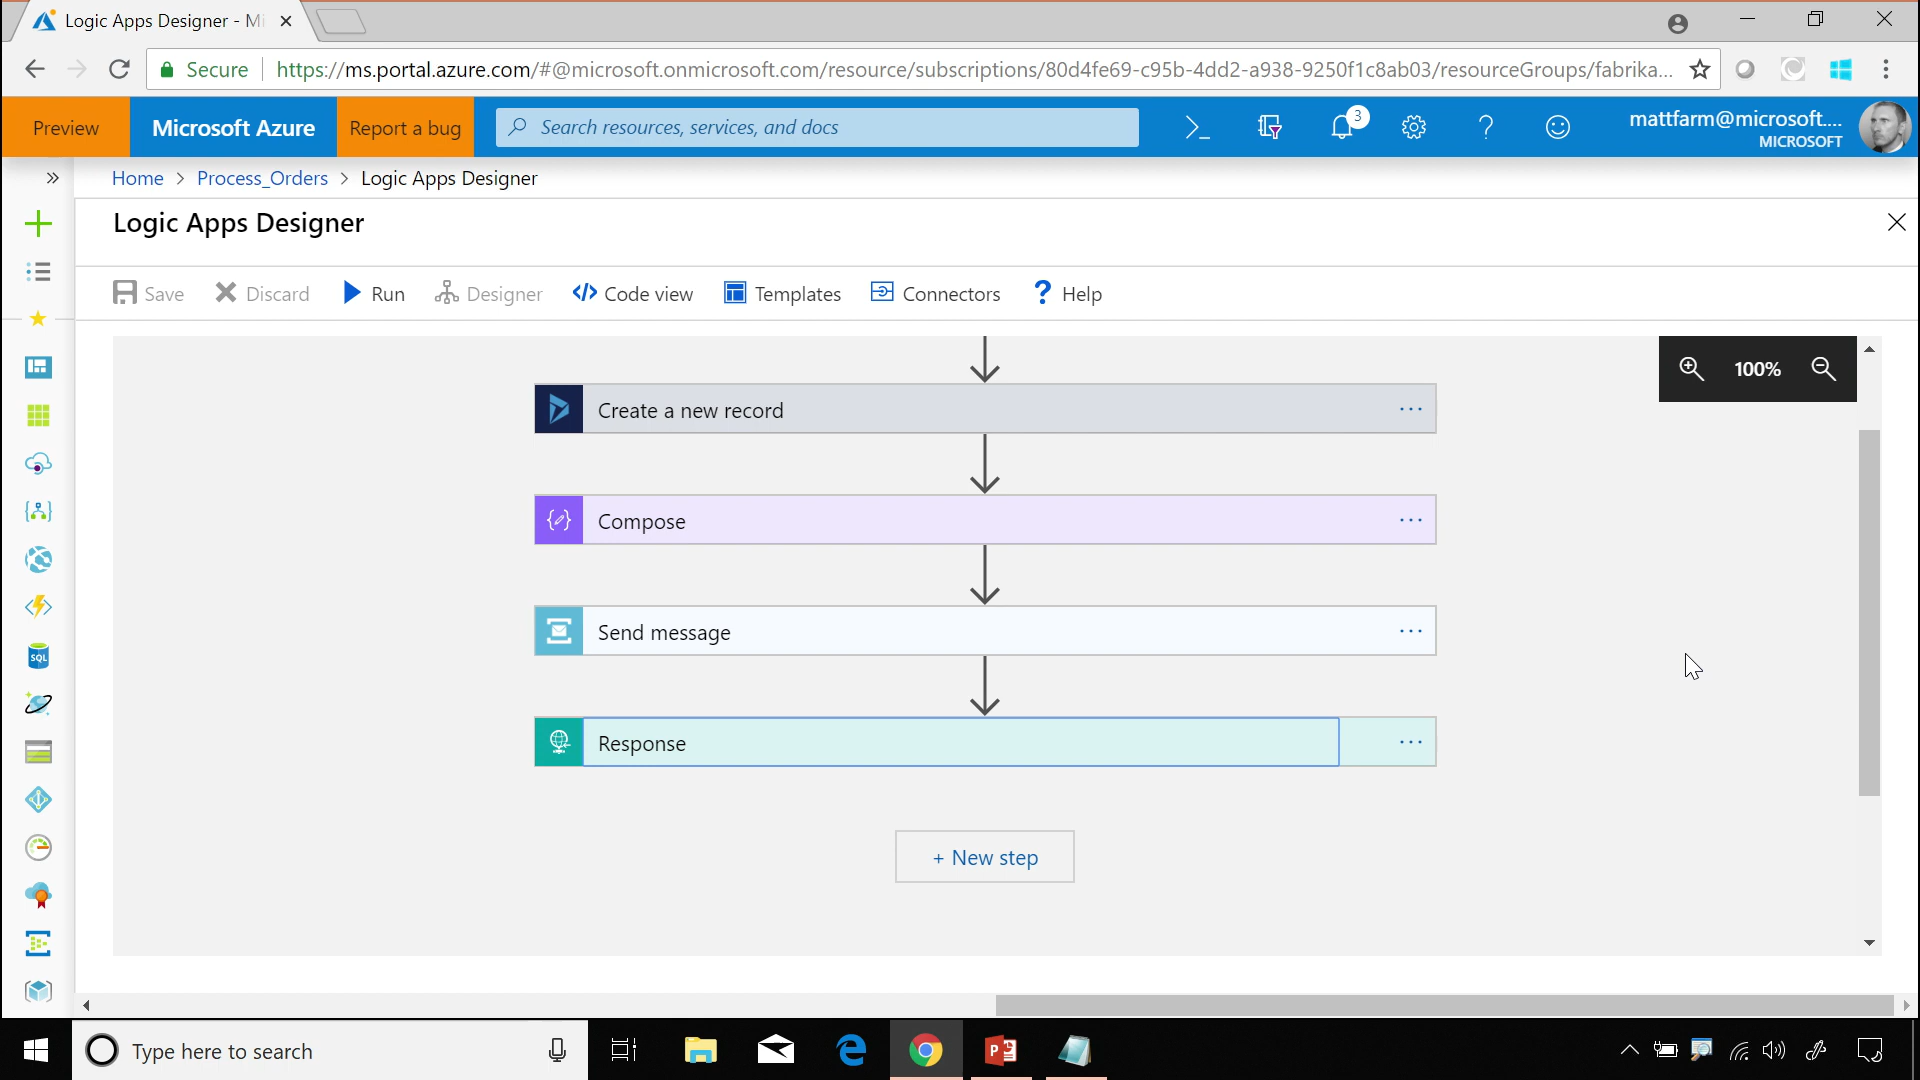 Logic Apps Designer - Mi
Secure
https://ms.portal.azure.com/#@microsoft.onmicrosoft.com/resource/subscriptions/80d4fe69-c95b-4dd2-a938-9250f1c8ab03/resourceGroups/fabrika...
Preview
Microsoft Azure
Report a bug
Search resources, services, and docs
3
mattfarm@microsoft....
MICROSOFT
Home > Process_Orders > Logic Apps Designer
Logic Apps Designer
Save
Discard
Run
Designer
Code view
Templates
Connectors
? Help
100%
Create a new record ...
Compose ...
Send message ...
Response ...
+ New step
SQL
Type here to search